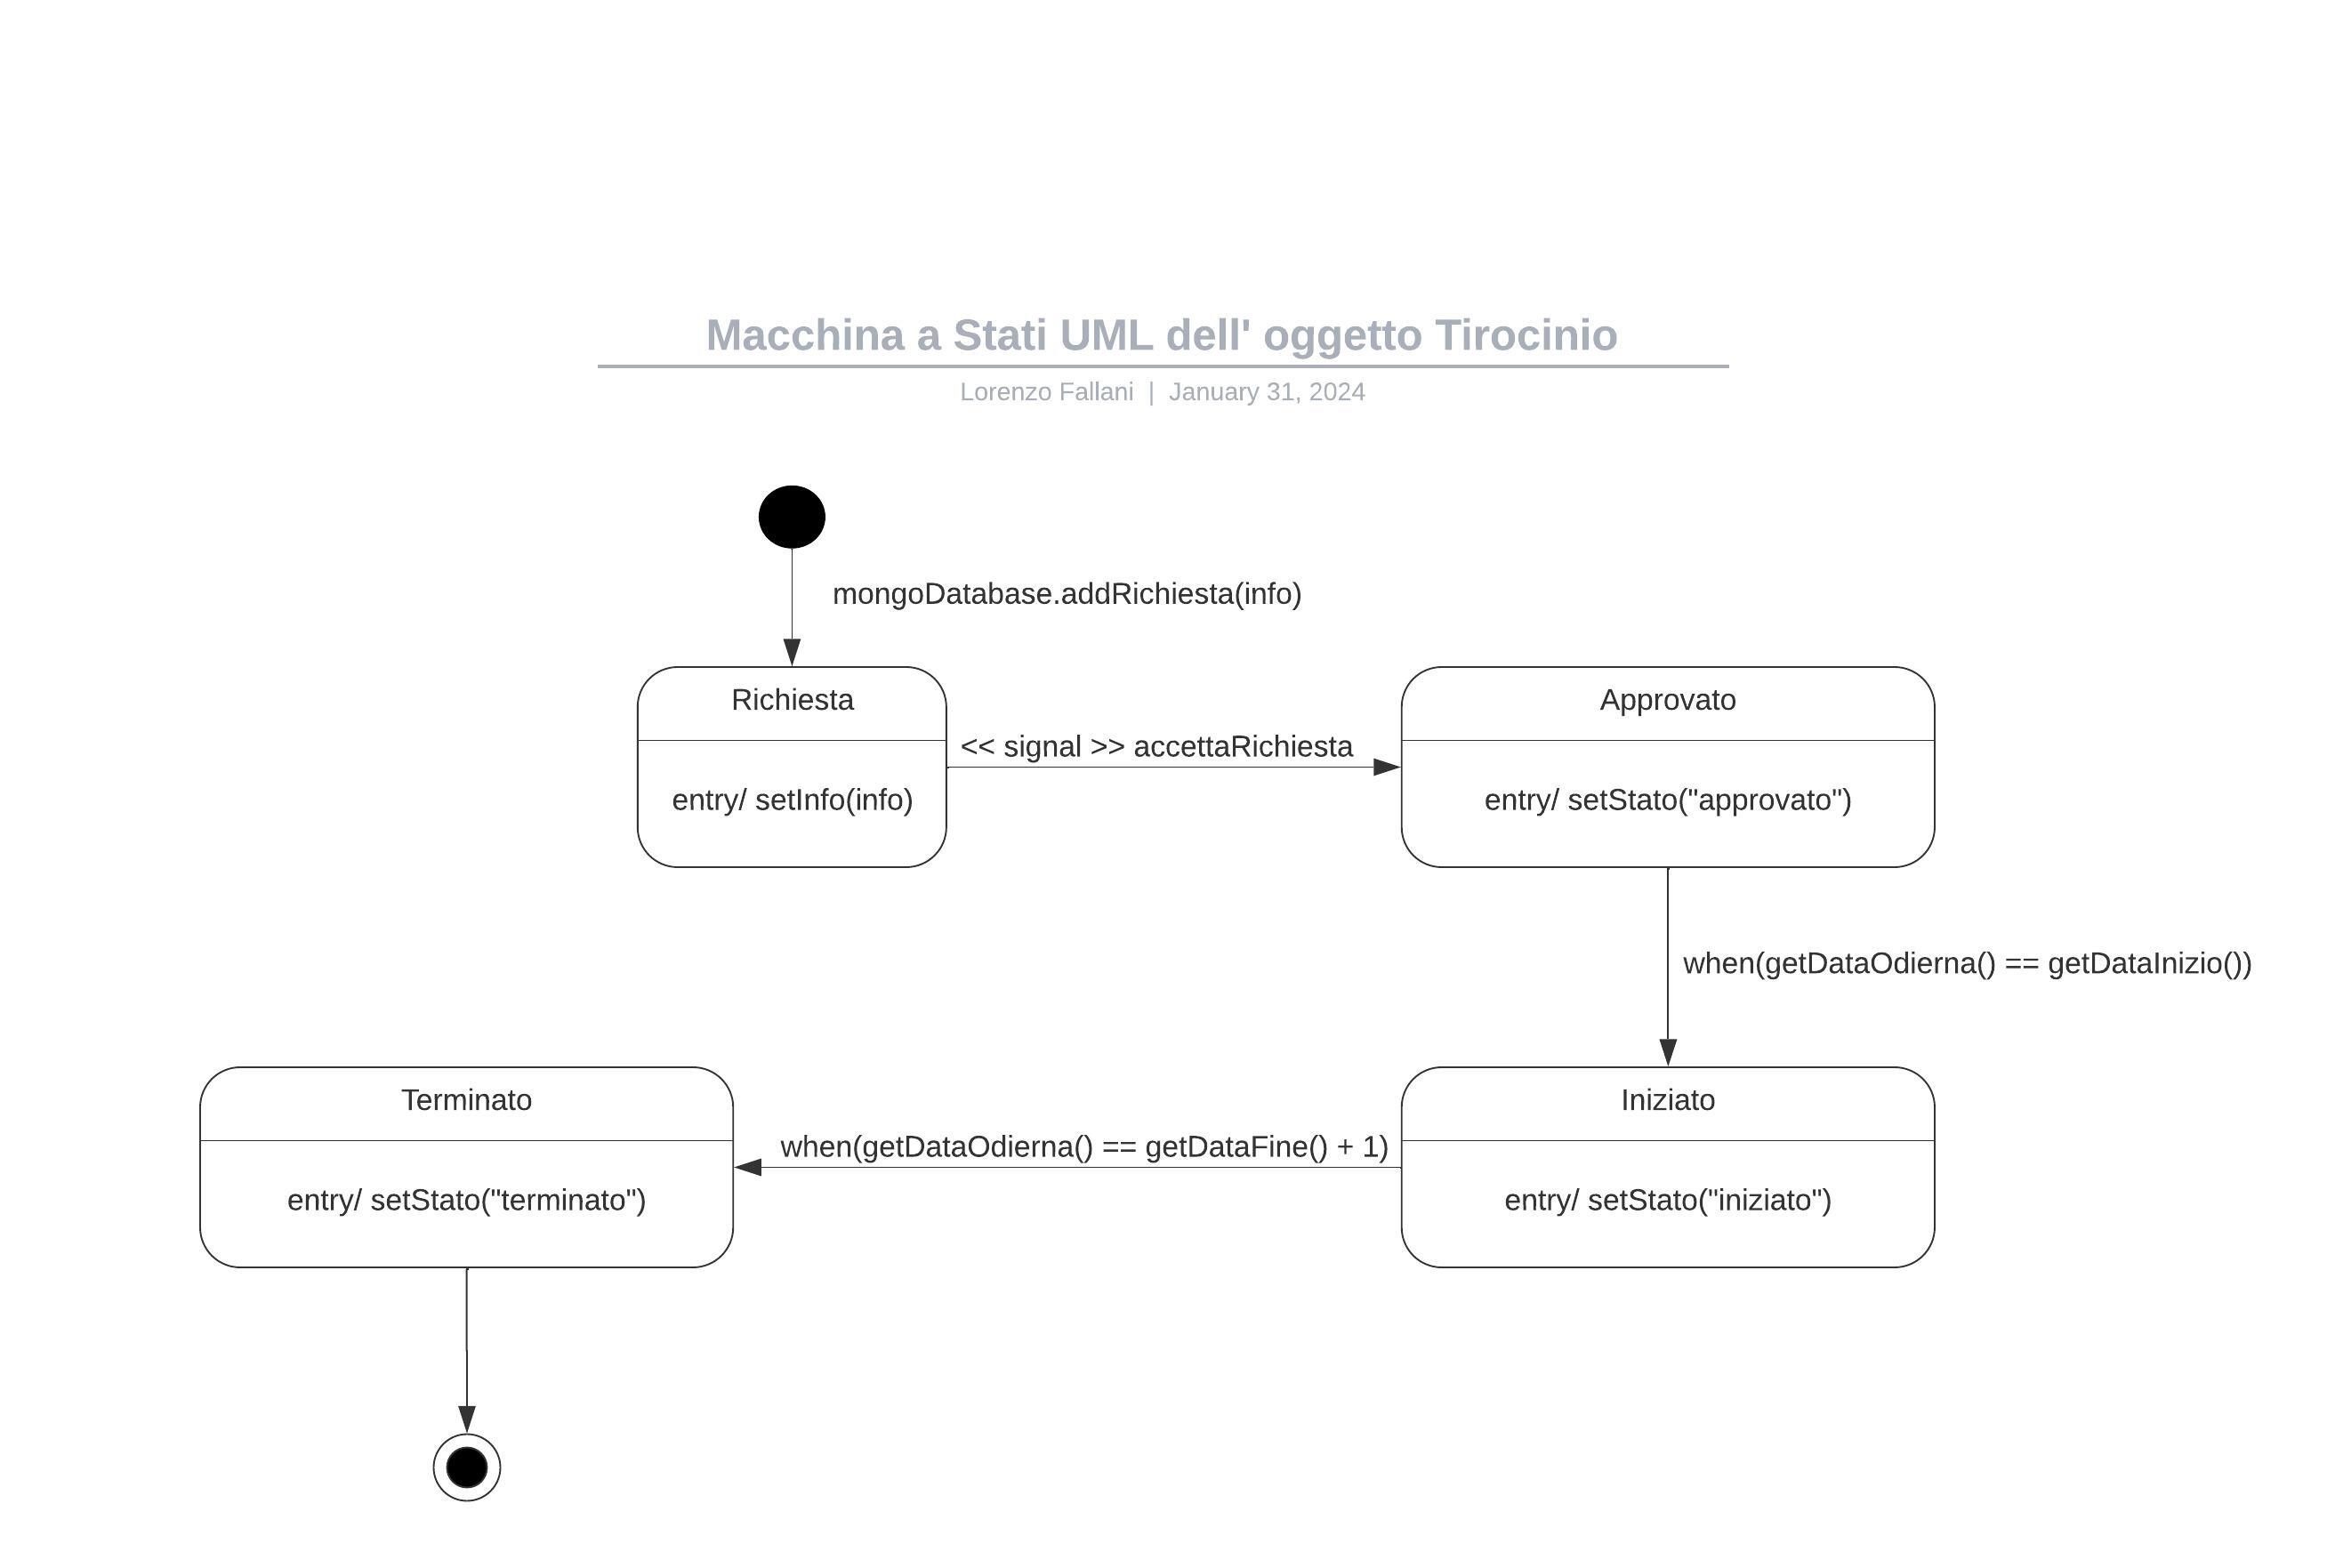 Macchina a Stati UML dell' oggetto Tirocinio
Lorenzo Fallani | January 31, 2024
mongoDatabase.addRichiesta(info)
Richiesta
entry/ setInfo(info)
<< signal >> accettaRichiesta
Approvato
entry/ setStato("approvato")
when(getDataOdierna() == getDataInizio())
Iniziato
entry/ setStato("iniziato")
when(getDataOdierna() == getDataFine() + 1)
Terminato
entry/ setStato("terminato")